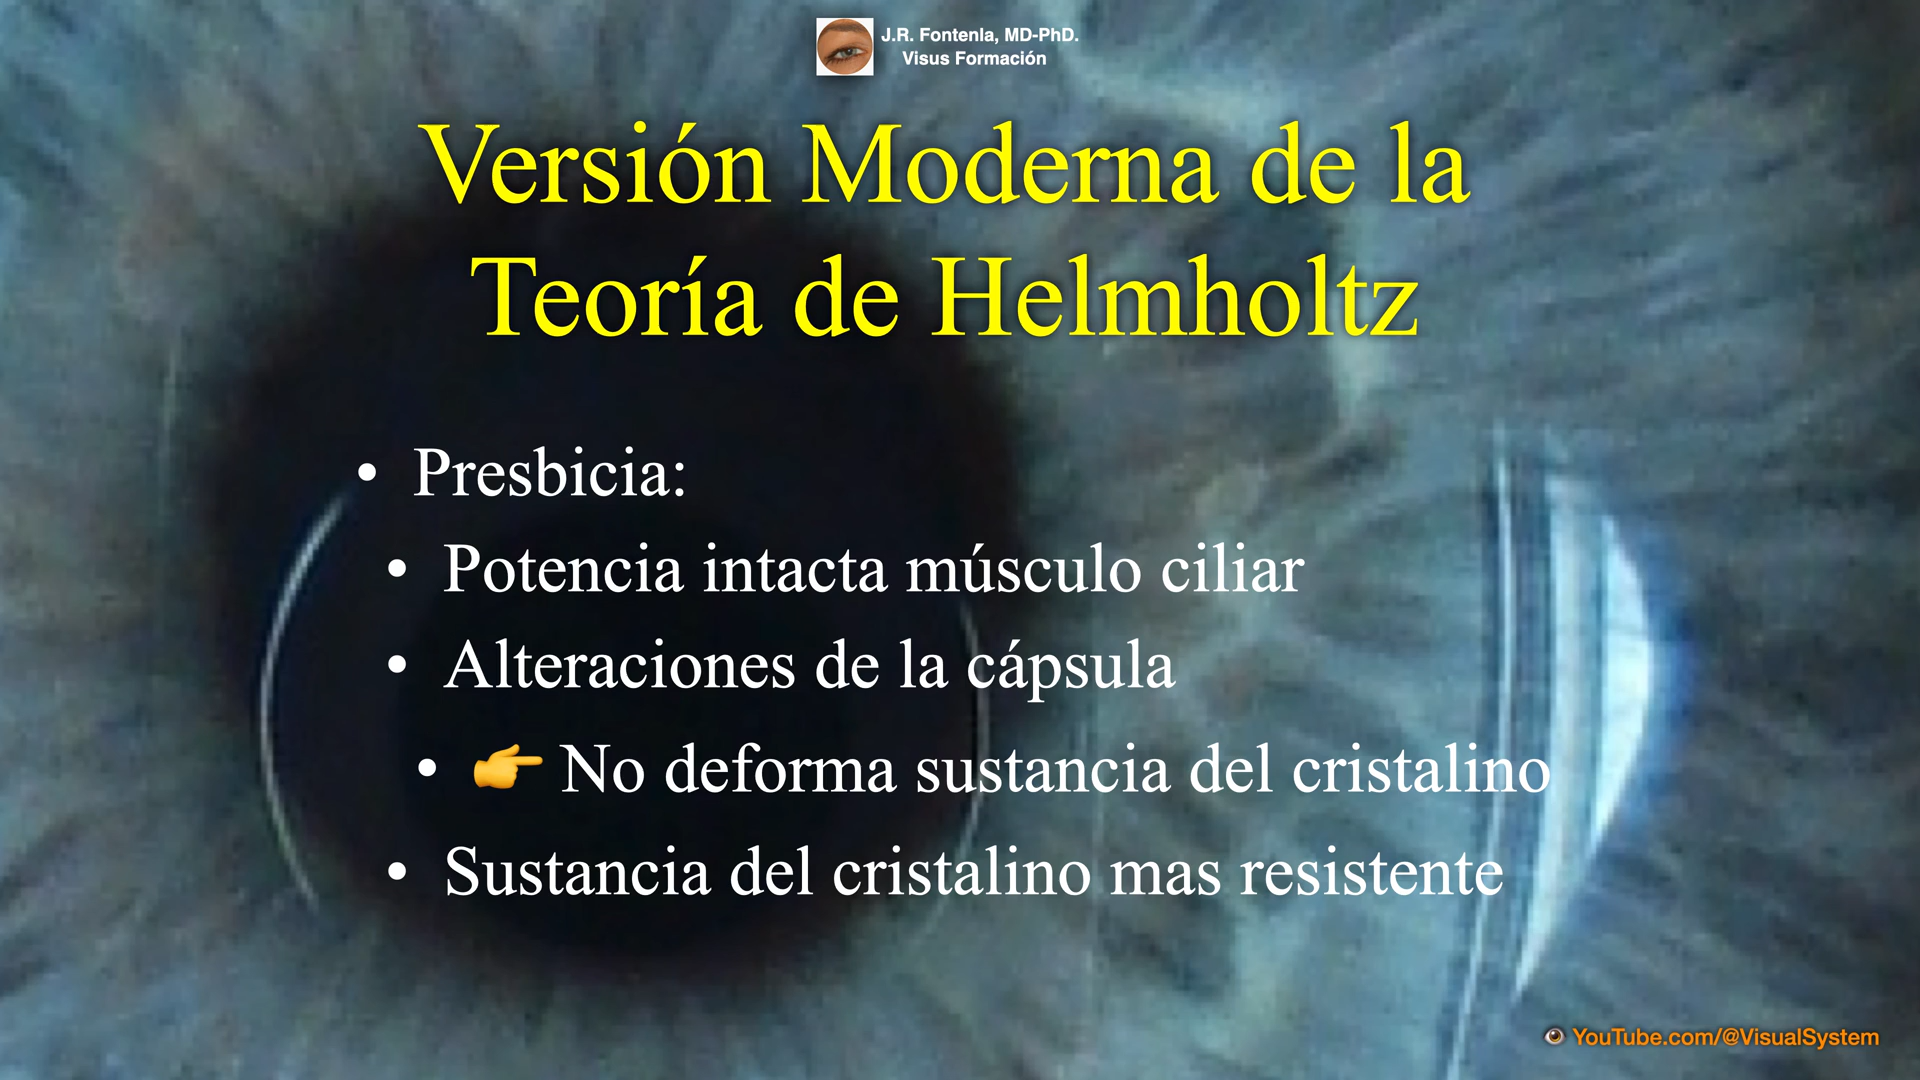 J.R. Fontenla, MD-PhD.
Visus Formación
Versión Moderna de la
Teoría de Helmholtz
• Presbicia:
• Potencia intacta músculo ciliar
• Alteraciones de la cápsula
• 👉 No deforma sustancia del cristalino
• Sustancia del cristalino mas resistente
👁 YouTube.com/@VisualSystem